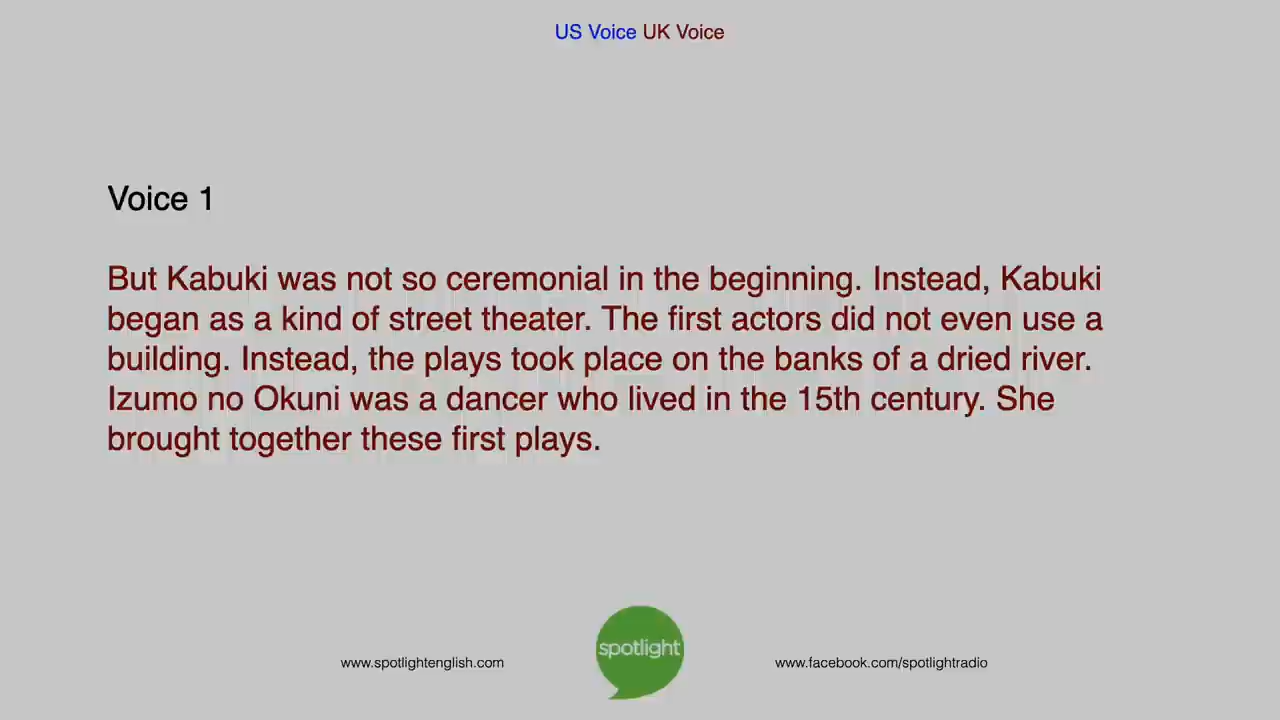 US Voice UK Voice
Voice 1
But Kabuki was not so ceremonial in the beginning. Instead, Kabuki
began as a kind of street theater. The first actors did not even use a
building. Instead, the plays took place on the banks of a dried river.
Izumo no Okuni was a dancer who lived in the 15th century. She
brought together these first plays.
spotlight
www.spotlightenglish.com
www.facebook.com/spotlightradio